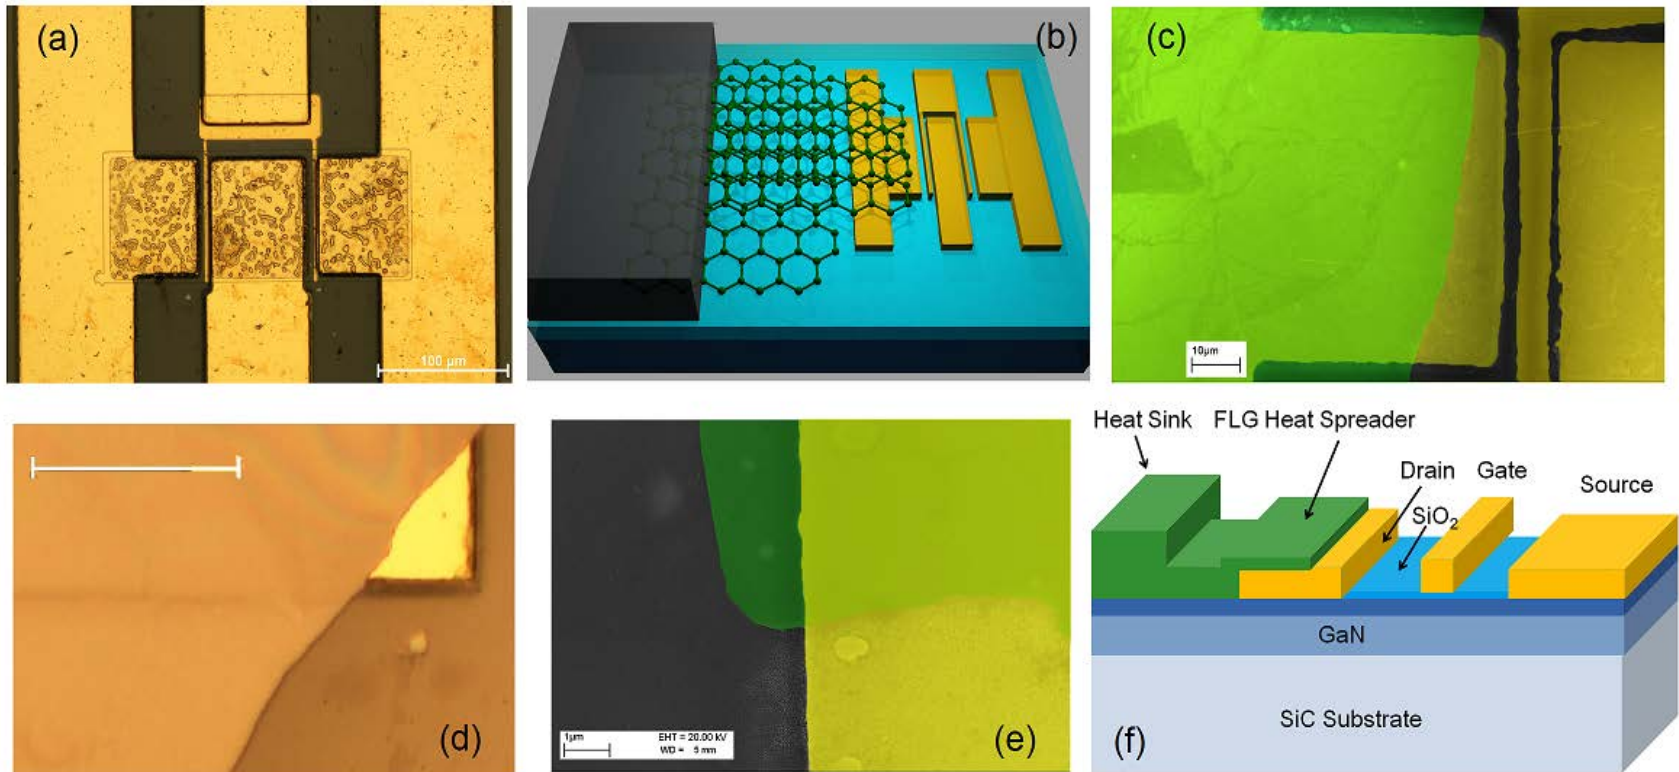 (a)
100 µm
(b)
(c)
10µm
(d)
1µm
EHT = 20.00 kV
WD = 5 mm
(e)
Heat Sink
FLG Heat Spreader
Drain
Gate
Source
SiO₂
GaN
SiC Substrate
(f)